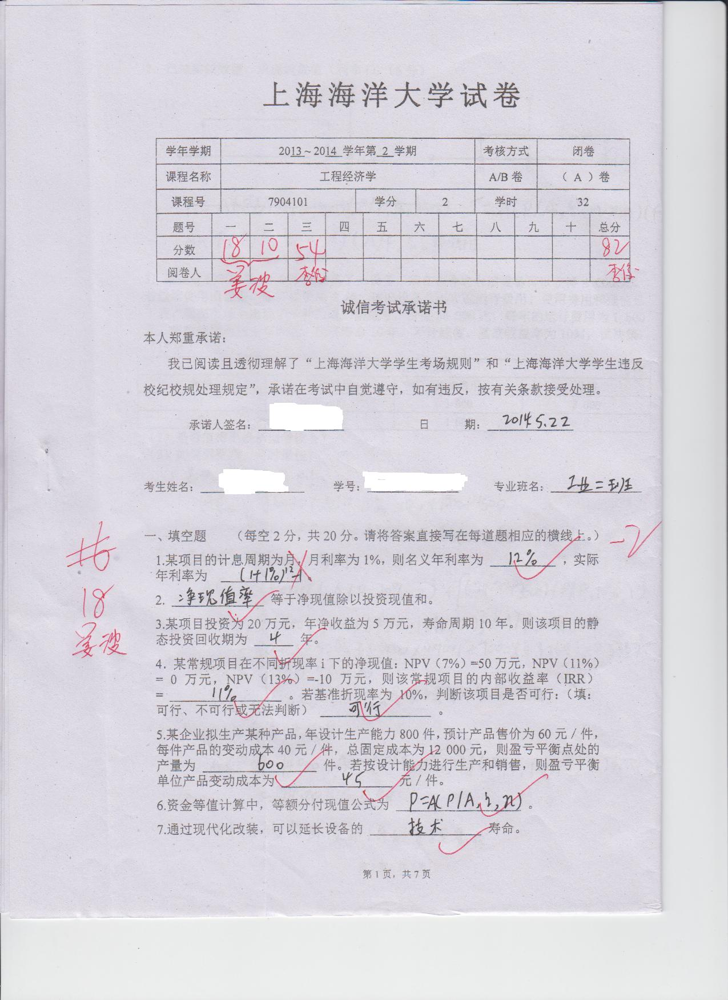 上海海洋大学试卷
学年学期 2013～2014 学年第 2 学期 考核方式 闭卷
课程名称 工程经济学 A/B 卷 （ A ）卷
课程号 7904101 学分 2 学时 32
题号 一 二 三 四 五 六 七 八 九 十 总分
分数 18 10 54 82
阅卷人
诚信考试承诺书
本人郑重承诺：
我已阅读且透彻理解了“上海海洋大学学生考场规则”和“上海海洋大学学生违反
校纪校规处理规定”，承诺在考试中自觉遵守，如有违反，按有关条款接受处理。
承诺人签名： 日 期：2014 5.22
考生姓名： 学号： 专业班名：工业二班
一、填空题 （每空 2 分，共 20 分。请将答案直接写在每道题相应的横线上。） -2
1.某项目的计息周期为月，月利率为 1%，则名义年利率为 12% ，实际
年利率为 (1+1%)¹²-1 。
2. 净现值率 等于净现值除以投资现值和。
18
3.某项目投资为 20 万元，年净收益为 5 万元，寿命周期 10 年。则该项目的静
态投资回收期为 4 年。
4. 某常规项目在不同折现率 i 下的净现值：NPV（7%）=50 万元，NPV（11%）
= 0 万元，NPV（13%）=-10 万元，则该常规项目的内部收益率（IRR）
= 11% 。若基准折现率为 10%，判断该项目是否可行：（填：
可行、不可行或无法判断） 可行 。
5.某企业拟生产某种产品，年设计生产能力 800 件，预计产品售价为 60 元／件，
每件产品的变动成本 40 元／件，总固定成本为 12 000 元，则盈亏平衡点处的
产量为 600 件。若按设计能力进行生产和销售，则盈亏平衡
单位产品变动成本为 45 元／件。
6.资金等值计算中，等额分付现值公式为 P=A(P/A,i,n) 。
7.通过现代化改装，可以延长设备的 技术 寿命。
第 1 页，共 7 页